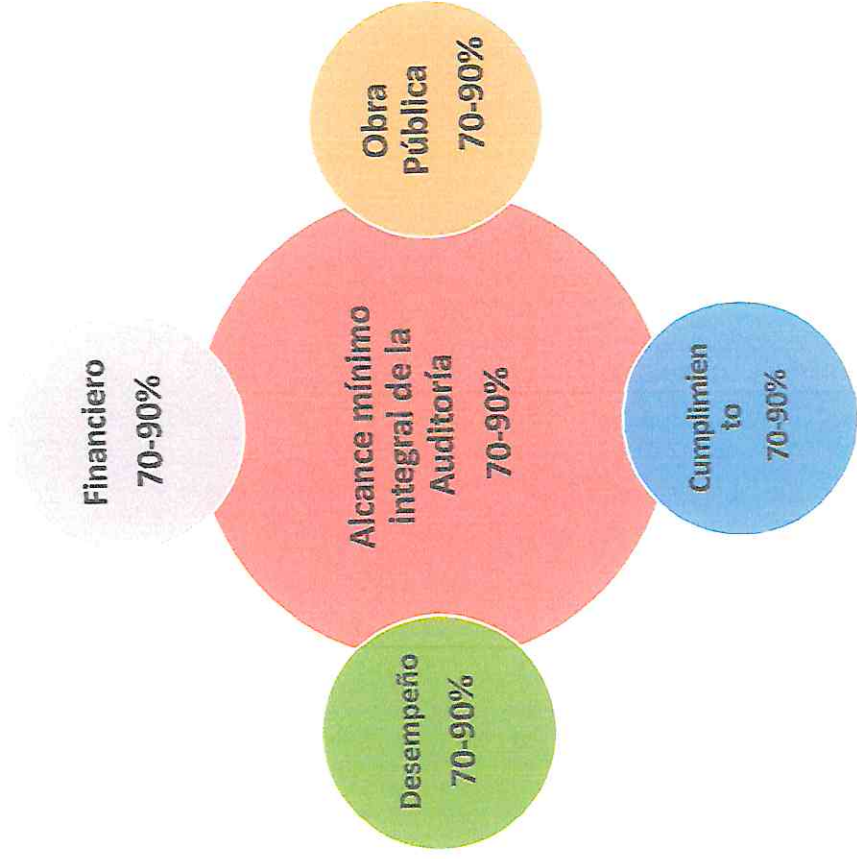 Financiero
70-90%
Alcance mínimo
integral de la
Auditoría
70-90%
Obra
Pública
70-90%
Cumplimien
to
70-90%
Desempeño
70-90%